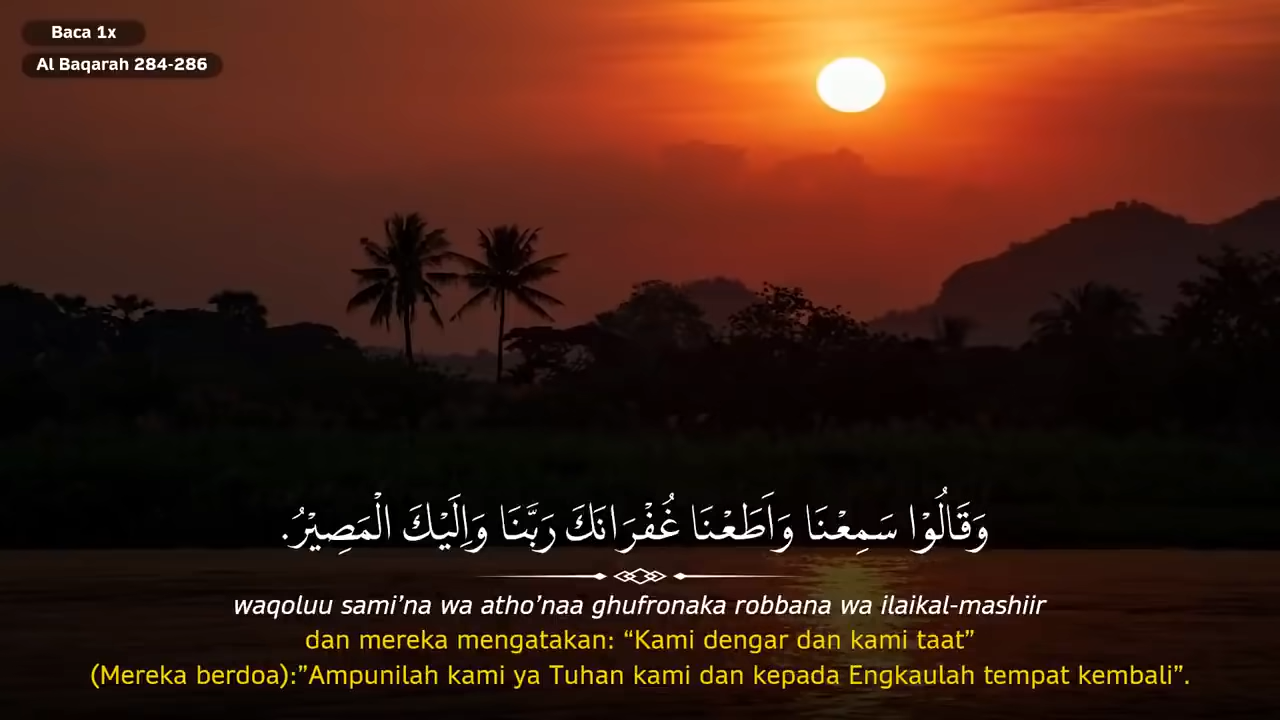 Baca 1x
Al Baqarah 284-286
وَقَالُوْا سَمِعْنَا وَاَطَعْنَا غُفْرَانَكَ رَبَّنَا وَاِلَيْكَ الْمَصِيْرُ.
waqoluu sami’na wa atho’naa ghufronaka robbana wa ilaikal-mashiir
dan mereka mengatakan: “Kami dengar dan kami taat”
(Mereka berdoa):”Ampunilah kami ya Tuhan kami dan kepada Engkaulah tempat kembali”.